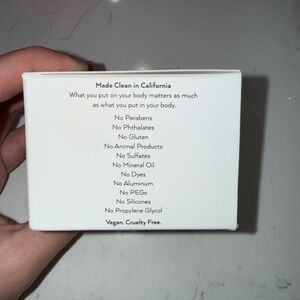 Made Clean in California
What you put on your body matters as much
as what you put in your body.
No Parabens
No Phthalates
No Gluten
No Animal Products
No Sulfates
No Mineral Oil
No Dyes
No Aluminum
No PEGs
No Silicones
No Propylene Glycol
Vegan. Cruelty Free.